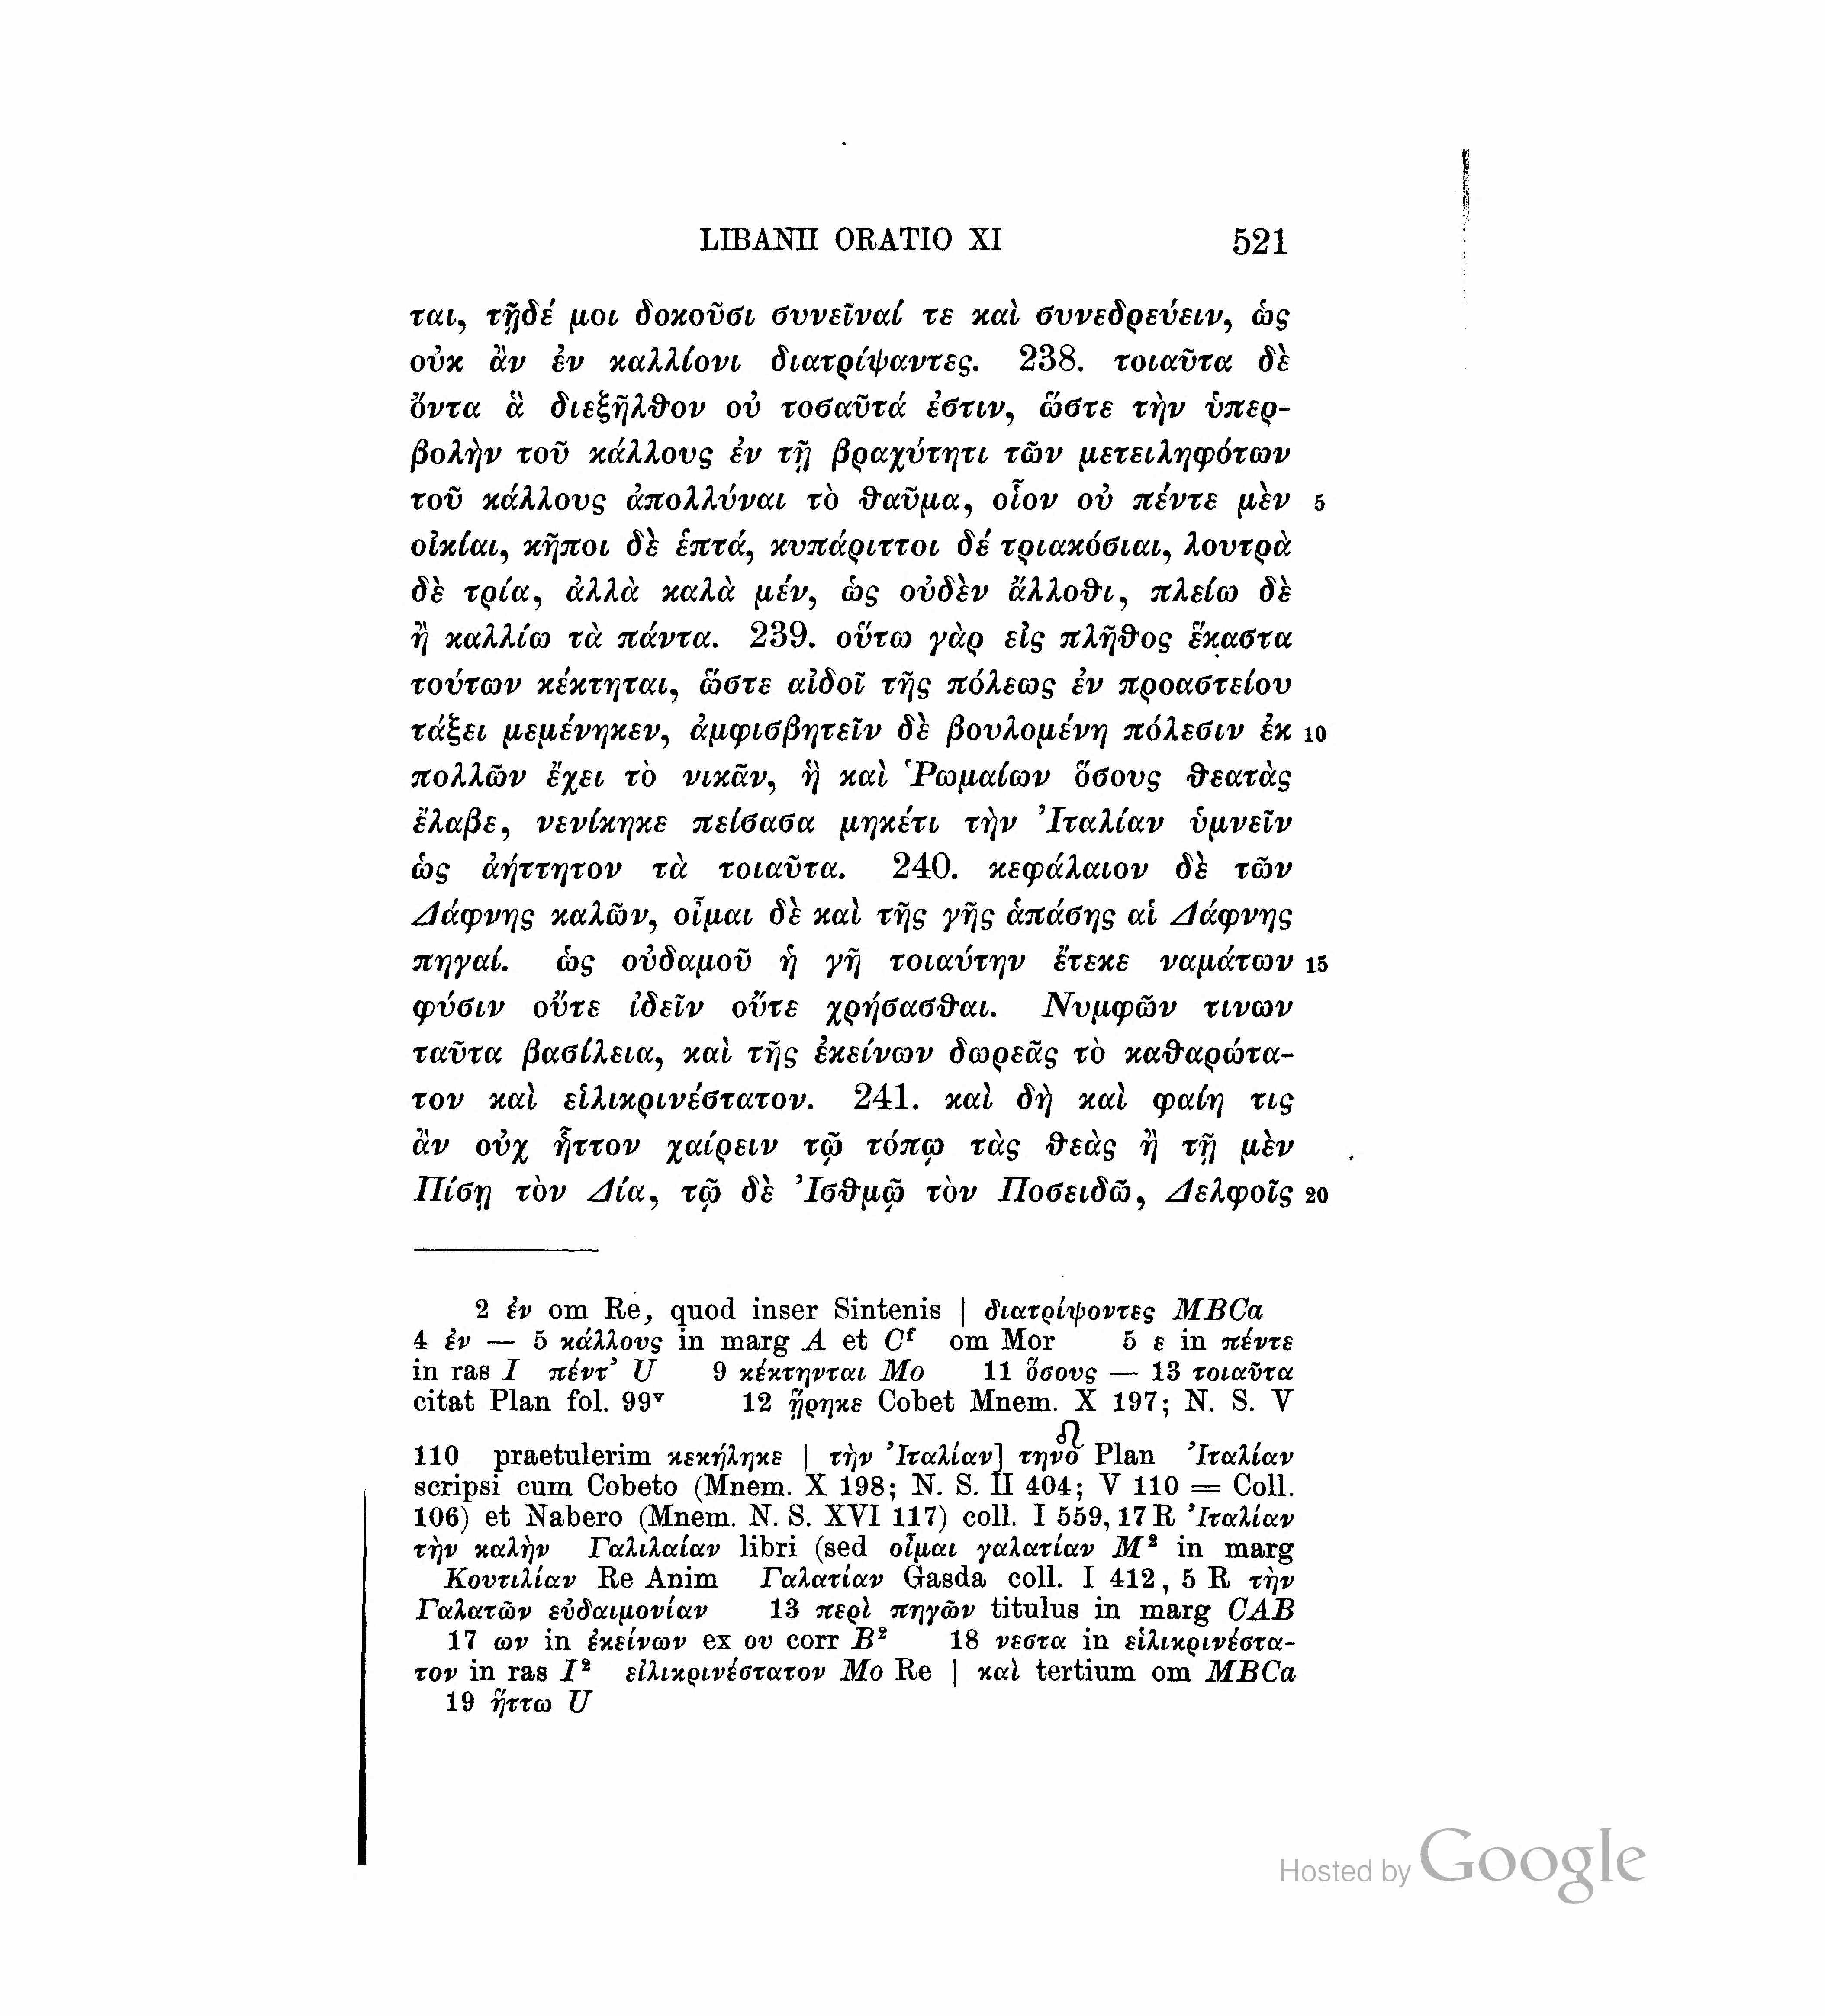 LIBANII ORATIO XI 521
ται, τῇδέ μοι δοκοῦσι συνεῖναί τε καὶ συνεδρεύειν, ὡς
οὐκ ἂν ἐν καλλίονι διατρίψαντες. 238. τοιαῦτα δὲ
ὄντα ἃ διεξῆλθον οὐ τοσαῦτά ἐστιν, ὥστε τὴν ὑπερ-
βολὴν τοῦ κάλλους ἐν τῇ βραχύτητι τῶν μετειληφότων
τοῦ κάλλους ἀπολλύναι τὸ θαῦμα, οἷον οὐ πέντε μὲν 5
οἰκίαι, κῆποι δὲ ἑπτά, κυπάριττοι δέ τριακόσιαι, λουτρὰ
δὲ τρία, ἀλλὰ καλὰ μέν, ὡς οὐδὲν ἄλλοθι, πλείω δὲ
ἢ καλλίω τὰ πάντα. 239. οὕτω γὰρ εἰς πλῆθος ἕκαστα
τούτων κέκτηται, ὥστε αἰδοῖ τῆς πόλεως ἐν προαστείου
τάξει μεμένηκεν, ἀμφισβητεῖν δὲ βουλομένη πόλεσιν ἐκ 10
πολλῶν ἔχει τὸ νικᾶν, ἣ καὶ Ῥωμαίων ὅσους θεατὰς
ἔλαβε, νενίκηκε πείσασα μηκέτι τὴν Ἰταλίαν ὑμνεῖν
ὡς ἀήττητον τὰ τοιαῦτα. 240. κεφάλαιον δὲ τῶν
Δάφνης καλῶν, οἶμαι δὲ καὶ τῆς γῆς ἁπάσης αἱ Δάφνης
πηγαί. ὡς οὐδαμοῦ ἡ γῆ τοιαύτην ἔτεκε ναμάτων 15
φύσιν οὔτε ἰδεῖν οὔτε χρήσασθαι. Νυμφῶν τινων
ταῦτα βασίλεια, καὶ τῆς ἐκείνων δωρεᾶς τὸ καθαρώτα-
τον καὶ εἱλικρινέστατον. 241. καὶ δὴ καὶ φαίη τις
ἂν οὐχ ἧττον χαίρειν τῷ τόπῳ τὰς θεὰς ἢ τῇ μὲν
Πίσῃ τὸν Δία, τῷ δὲ Ἰσθμῷ τὸν Ποσειδῶ, Δελφοῖς 20
2 ἐν om Re, quod inser Sintenis | διατρίψοντες MBCa
4 ἐν — 5 κάλλους in marg A et Cᶠ om Mor 5 ε in πέντε
in ras I πέντ’ U 9 κέκτηνται Mo 11 ὅσους — 13 τοιαῦτα
citat Plan fol. 99ᵛ 12 ᾕρηκε Cobet Mnem. X 197; N. S. V
110 praetulerim κεκήληκε | τὴν Ἰταλίαν] τηνο Plan Ἰταλίαν
scripsi cum Cobeto (Mnem. X 198; N. S. II 404; V 110 = Coll.
106) et Nabero (Mnem. N. S. XVI 117) coll. I 559, 17 R Ἰταλίαν
τὴν καλὴν Γαλιλαίαν libri (sed οἶμαι γαλατίαν M² in marg
Κουτιλίαν Re Anim Γαλατίαν Gasda coll. I 412, 5 R τὴν
Γαλατῶν εὐδαιμονίαν 13 περὶ πηγῶν titulus in marg CAB
17 ων in ἐκείνων ex ου corr B² 18 νεστα in εἱλικρινέστα-
τον in ras I² εἰλικρινέστατον Mo Re | καὶ tertium om MBCa
19 ἥττω U
Hosted by Google